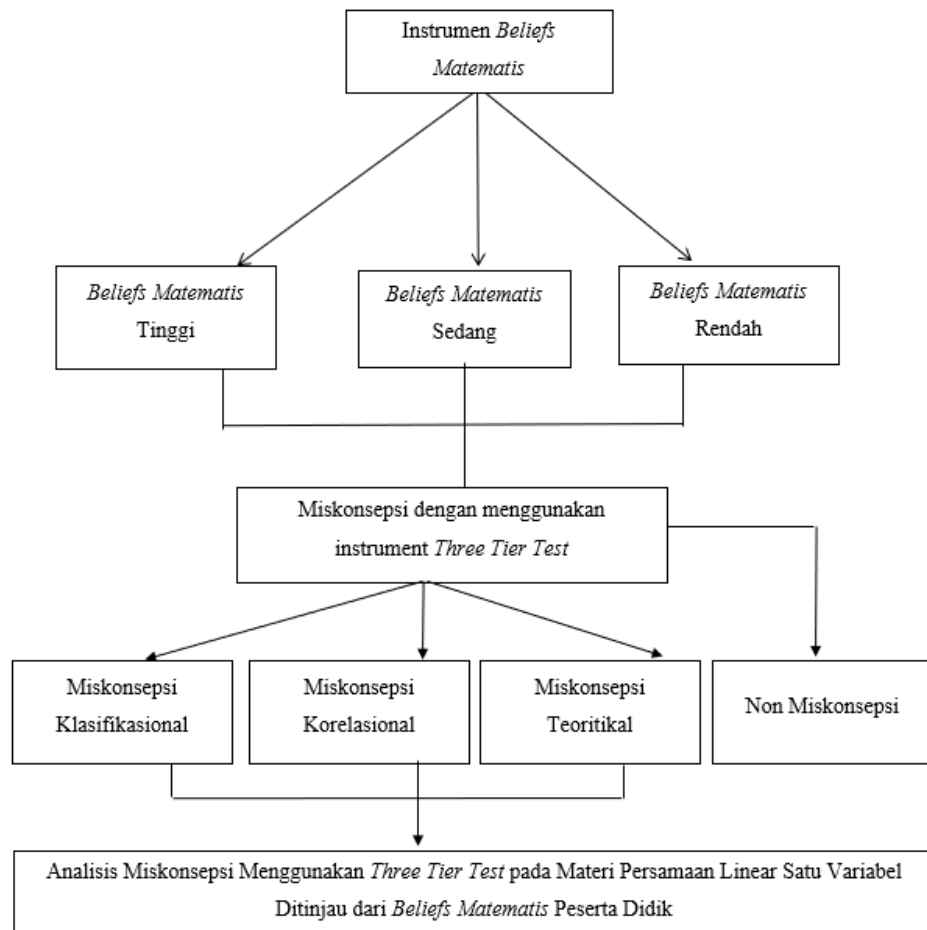 Instrumen Beliefs
Matematis
Beliefs Matematis
Tinggi
Beliefs Matematis
Sedang
Beliefs Matematis
Rendah
Miskonsepsi dengan menggunakan
instrument Three Tier Test
Miskonsepsi
Klasifikasional
Miskonsepsi
Korelasional
Miskonsepsi
Teoritikal
Non Miskonsepsi
Analisis Miskonsepsi Menggunakan Three Tier Test pada Materi Persamaan Linear Satu Variabel
Ditinjau dari Beliefs Matematis Peserta Didik